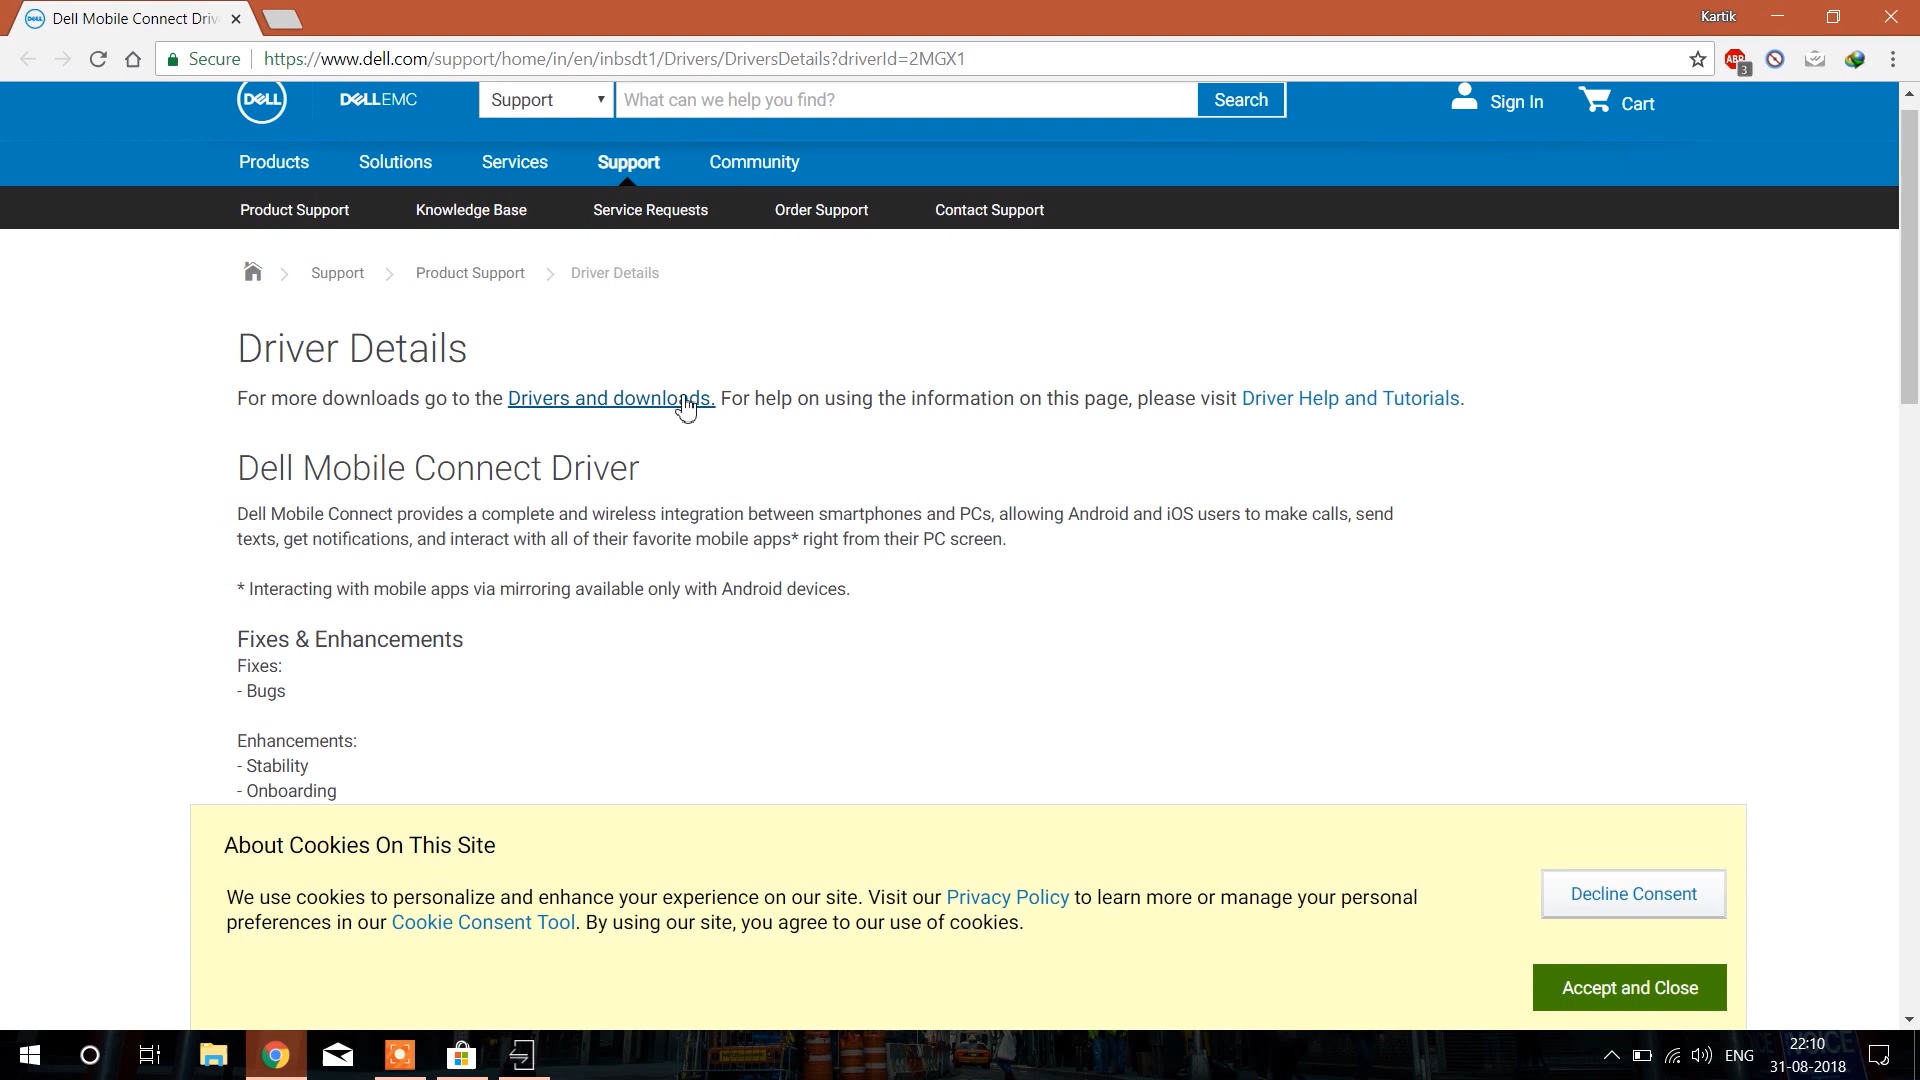 Dell Mobile Connect Driv
Kartik
Secure
https://www.dell.com/support/home/in/en/inbsdt1/Drivers/DriversDetails?driverId=2MGX1
ABP
3
DELL
DELLEMC
Support
What can we help you find?
Search
Sign In
Cart
Products
Solutions
Services
Support
Community
Product Support
Knowledge Base
Service Requests
Order Support
Contact Support
Support
Product Support
Driver Details
Driver Details
For more downloads go to the Drivers and downloads. For help on using the information on this page, please visit Driver Help and Tutorials.
Dell Mobile Connect Driver
Dell Mobile Connect provides a complete and wireless integration between smartphones and PCs, allowing Android and iOS users to make calls, send
texts, get notifications, and interact with all of their favorite mobile apps* right from their PC screen.
* Interacting with mobile apps via mirroring available only with Android devices.
Fixes & Enhancements
Fixes:
- Bugs
Enhancements:
- Stability
- Onboarding
About Cookies On This Site
We use cookies to personalize and enhance your experience on our site. Visit our Privacy Policy to learn more or manage your personal
preferences in our Cookie Consent Tool. By using our site, you agree to our use of cookies.
Decline Consent
Accept and Close
ENG
22:10
31-08-2018